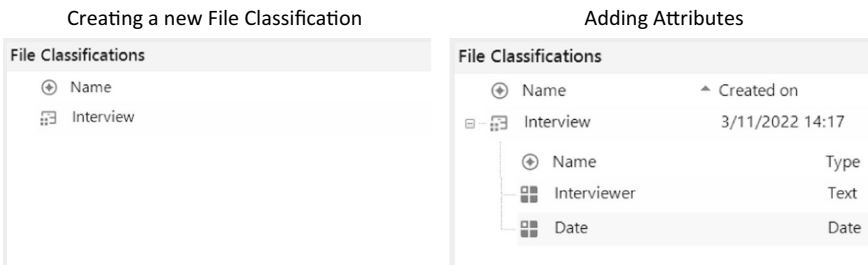 Creating a new File Classification
File Classifications
Name
Interview
Adding Attributes
File Classifications
Name Created on
Interview 3/11/2022 14:17
Name Type
Interviewer Text
Date Date